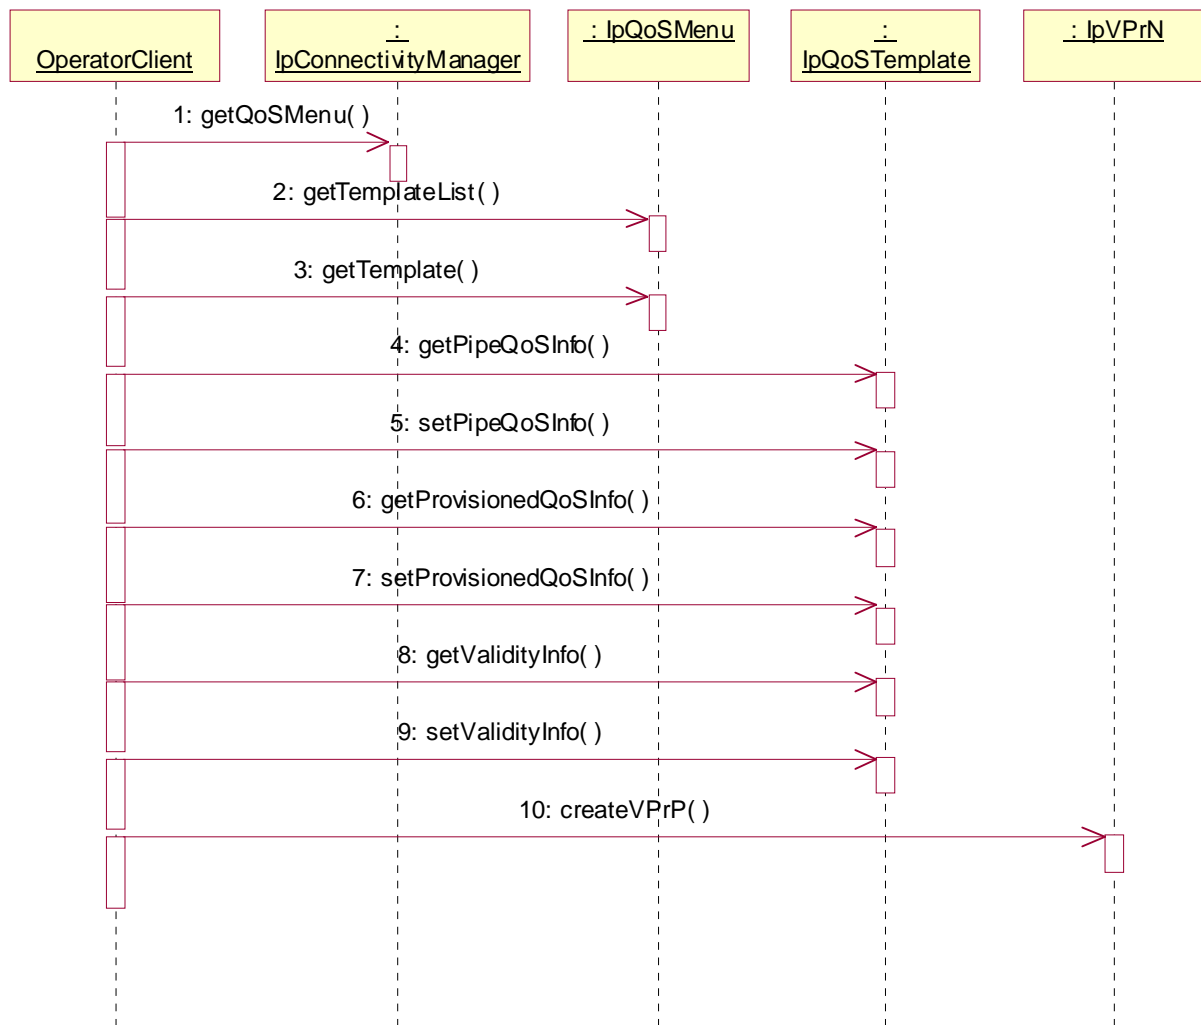 OperatorClient
:
IpConnectivityManager
: IpQoSMenu
:
IpQoSTemplate
: IpVPrN
1: getQoSMenu( )
2: getTemplateList( )
3: getTemplate( )
4: getPipeQoSInfo( )
5: setPipeQoSInfo( )
6: getProvisionedQoSInfo( )
7: setProvisionedQoSInfo( )
8: getValidityInfo( )
9: setValidityInfo( )
10: createVPrP( )